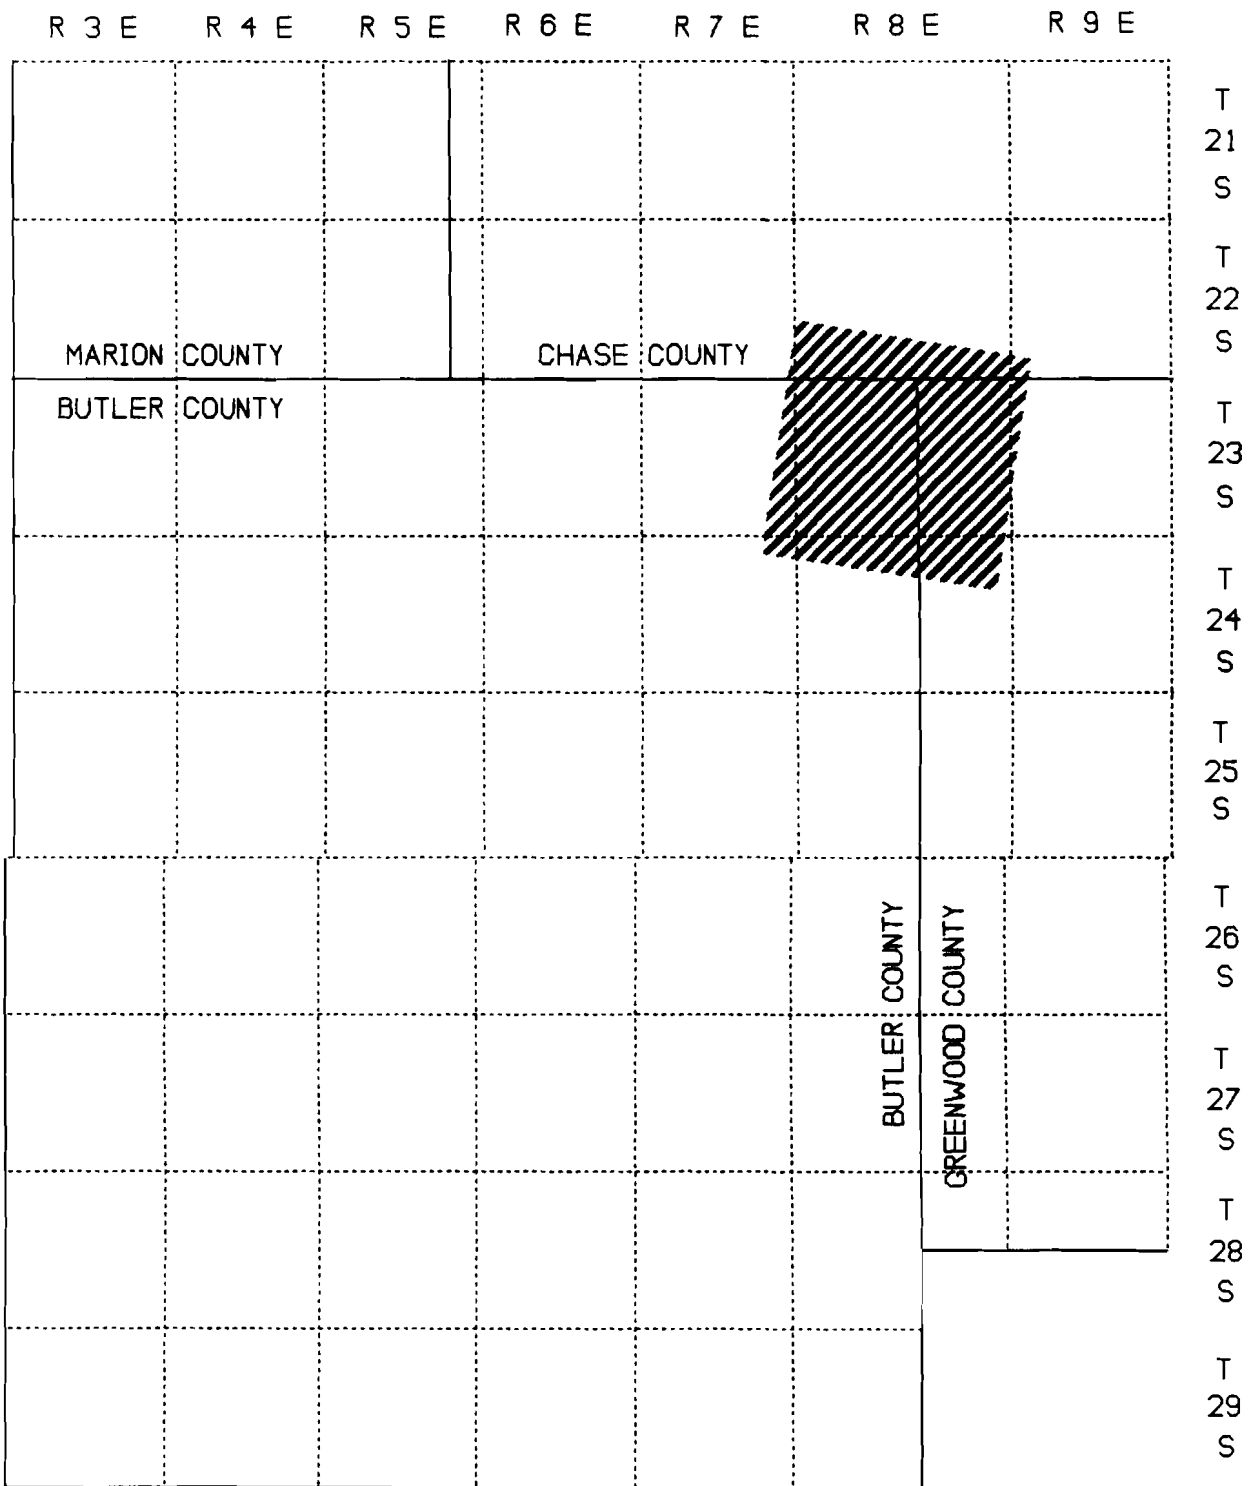 R 3 E R 4 E R 5 E R 6 E R 7 E R 8 E R 9 E
T
21
S
T
22
S
MARION COUNTY CHASE COUNTY
BUTLER COUNTY
T
23
S
T
24
S
T
25
S
T
26
S
BUTLER COUNTY
GREENWOOD COUNTY
T
27
S
T
28
S
T
29
S